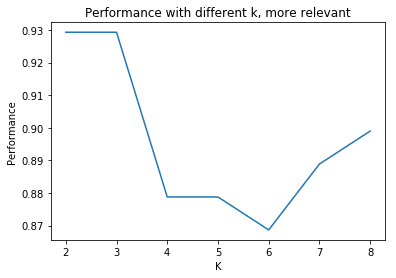 Performance with different k, more relevant
0.93
0.92
0.91
0.90
0.89
0.88
0.87
Performance
2 3 4 5 6 7 8
K